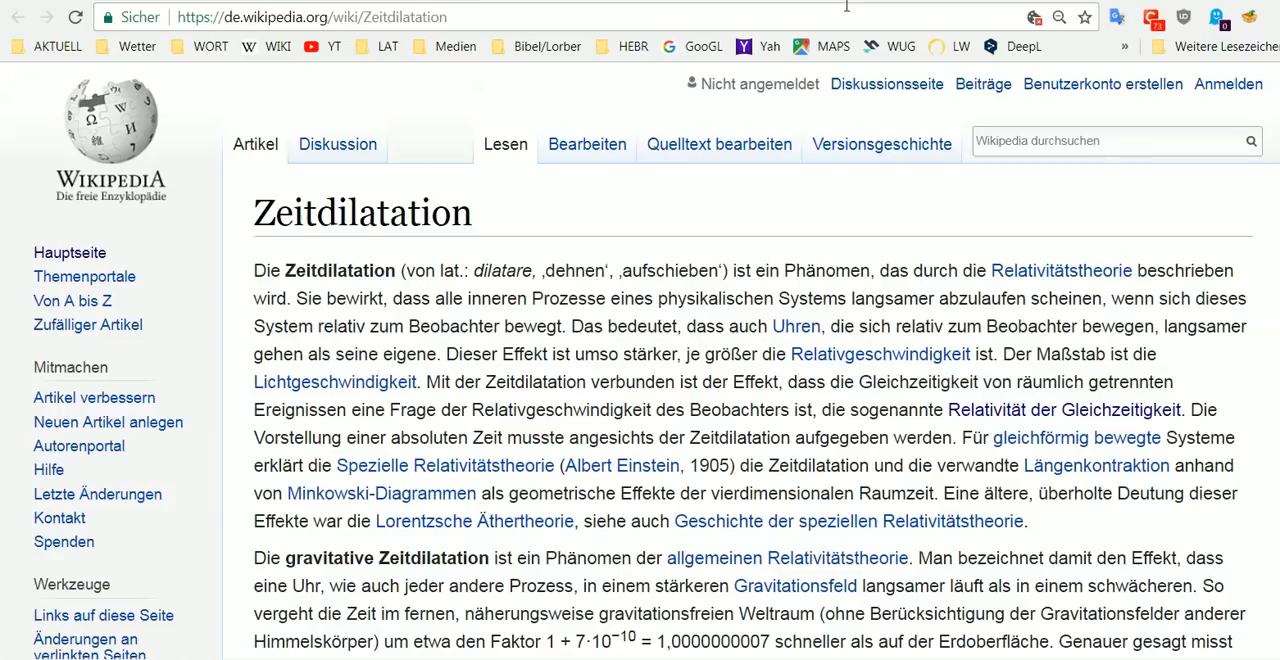 Sicher https://de.wikipedia.org/wiki/Zeitdilatation
73 0
AKTUELL Wetter WORT WIKI YT LAT Medien Bibel/Lorber HEBR GooGL Yah MAPS WUG LW DeepL » Weitere Lesezeiche
Nicht angemeldet Diskussionsseite Beiträge Benutzerkonto erstellen Anmelden
Artikel Diskussion Lesen Bearbeiten Quelltext bearbeiten Versionsgeschichte Wikipedia durchsuchen
WIKIPEDIA
Die freie Enzyklopädie
Hauptseite
Themenportale
Von A bis Z
Zufälliger Artikel
Mitmachen
Artikel verbessern
Neuen Artikel anlegen
Autorenportal
Hilfe
Letzte Änderungen
Kontakt
Spenden
Werkzeuge
Links auf diese Seite
Änderungen an
verlinkten Seiten
Zeitdilatation
Die Zeitdilatation (von lat.: dilatare, ‚dehnen‘, ‚aufschieben‘) ist ein Phänomen, das durch die Relativitätstheorie beschrieben
wird. Sie bewirkt, dass alle inneren Prozesse eines physikalischen Systems langsamer abzulaufen scheinen, wenn sich dieses
System relativ zum Beobachter bewegt. Das bedeutet, dass auch Uhren, die sich relativ zum Beobachter bewegen, langsamer
gehen als seine eigene. Dieser Effekt ist umso stärker, je größer die Relativgeschwindigkeit ist. Der Maßstab ist die
Lichtgeschwindigkeit. Mit der Zeitdilatation verbunden ist der Effekt, dass die Gleichzeitigkeit von räumlich getrennten
Ereignissen eine Frage der Relativgeschwindigkeit des Beobachters ist, die sogenannte Relativität der Gleichzeitigkeit. Die
Vorstellung einer absoluten Zeit musste angesichts der Zeitdilatation aufgegeben werden. Für gleichförmig bewegte Systeme
erklärt die Spezielle Relativitätstheorie (Albert Einstein, 1905) die Zeitdilatation und die verwandte Längenkontraktion anhand
von Minkowski-Diagrammen als geometrische Effekte der vierdimensionalen Raumzeit. Eine ältere, überholte Deutung dieser
Effekte war die Lorentzsche Äthertheorie, siehe auch Geschichte der speziellen Relativitätstheorie.
Die gravitative Zeitdilatation ist ein Phänomen der allgemeinen Relativitätstheorie. Man bezeichnet damit den Effekt, dass
eine Uhr, wie auch jeder andere Prozess, in einem stärkeren Gravitationsfeld langsamer läuft als in einem schwächeren. So
vergeht die Zeit im fernen, näherungsweise gravitationsfreien Weltraum (ohne Berücksichtigung der Gravitationsfelder anderer
Himmelskörper) um etwa den Faktor 1 + 7·10⁻¹⁰ = 1,0000000007 schneller als auf der Erdoberfläche. Genauer gesagt misst